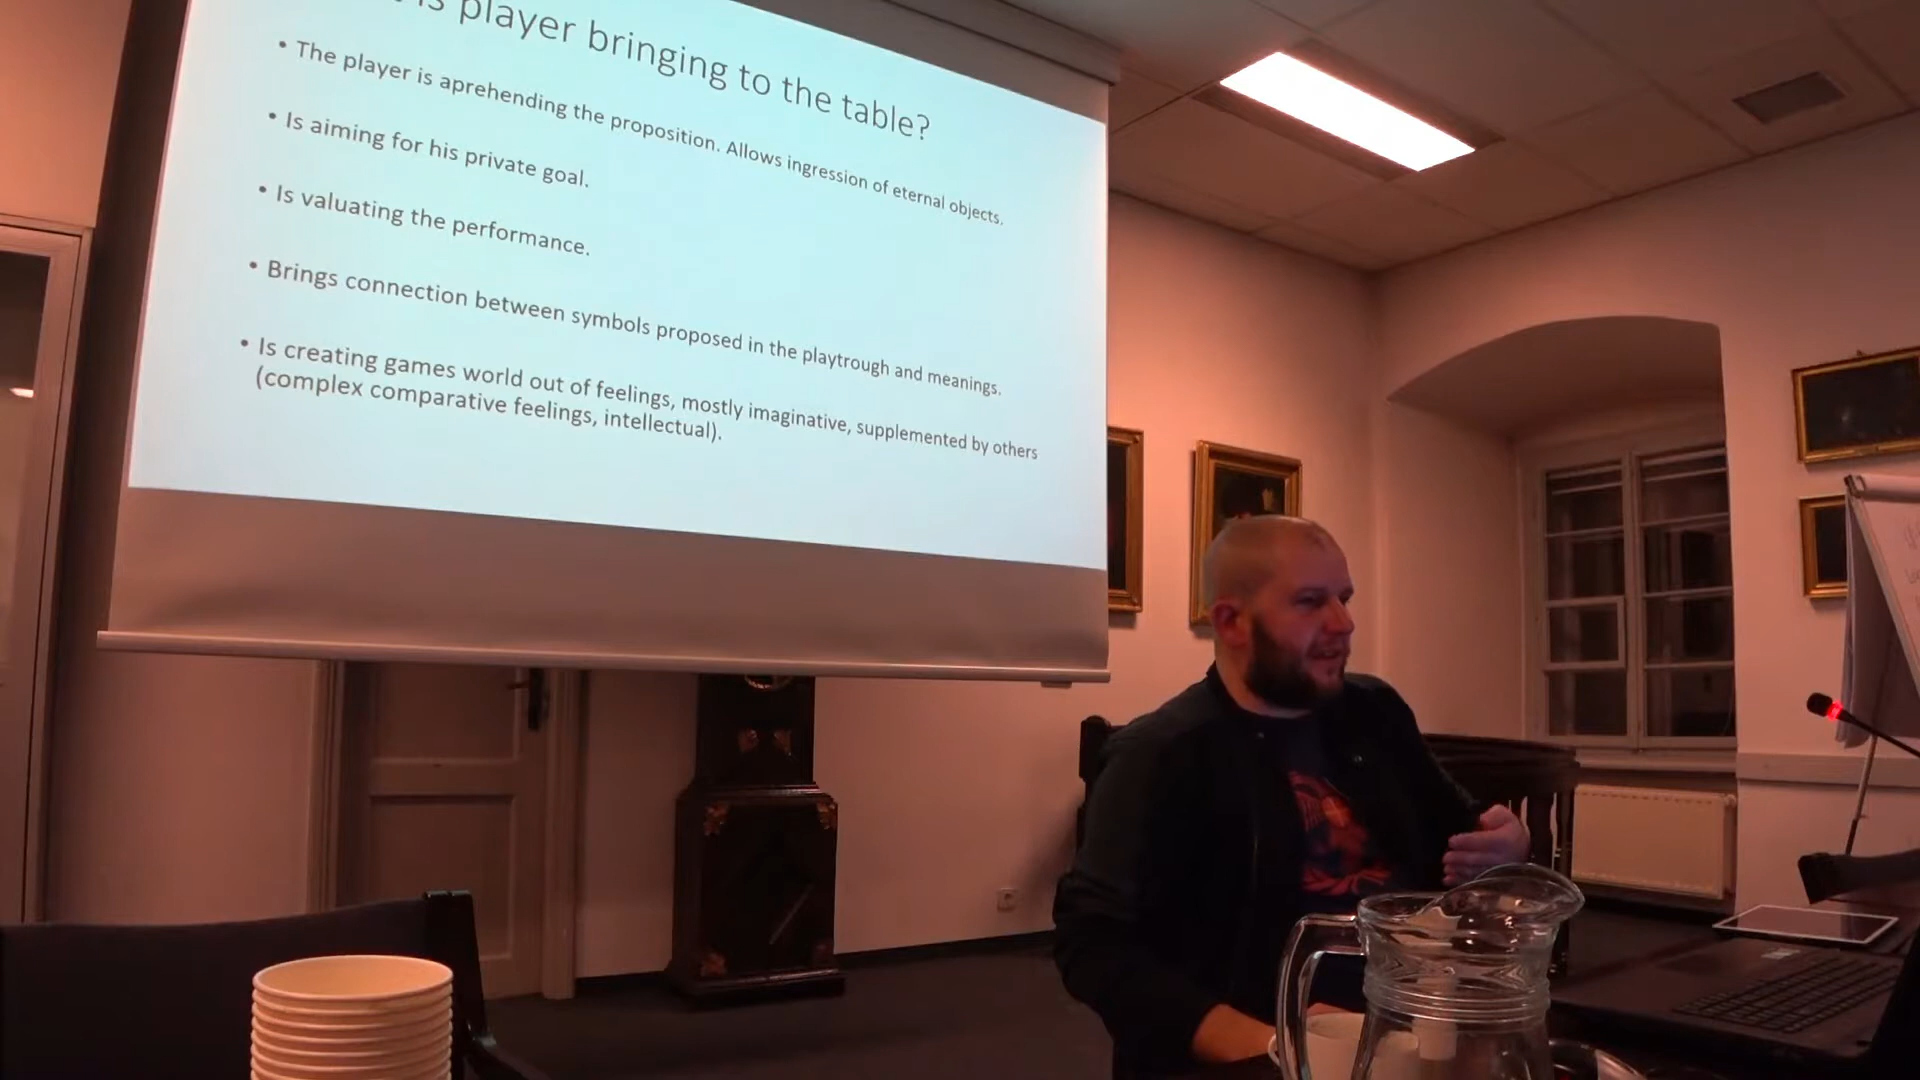 is player bringing to the table?
• The player is aprehending the proposition. Allows ingression of eternal objects.
• Is aiming for his private goal.
• Is valuating the performance.
• Brings connection between symbols proposed in the playtrough and meanings.
• Is creating games world out of feelings, mostly imaginative, supplemented by others
(complex comparative feelings, intellectual).